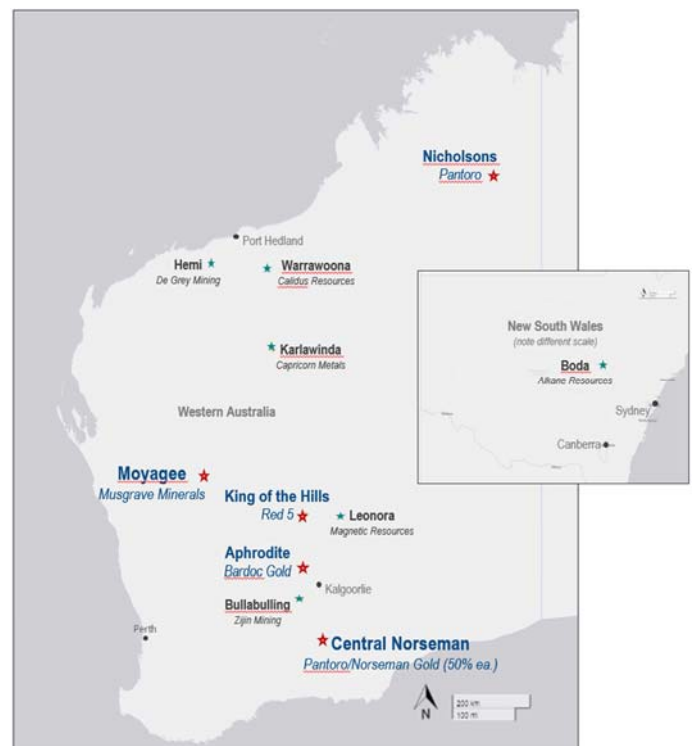 Nicholsons
Pantoro
Port Hedland
Hemi
De Grey Mining
Warrawoona
Calidus Resources
Karlawinda
Capricorn Metals
New South Wales
(note different scale)
Boda
Alkane Resources
Sydney
Canberra
Western Australia
Moyagee
Musgrave Minerals
King of the Hills
Red 5
Leonora
Magnetic Resources
Aphrodite
Bardoc Gold
Kalgoorlie
Bullabulling
Zijin Mining
Perth
Central Norseman
Pantoro/Norseman Gold (50% ea.)
N
200 km
100 mi